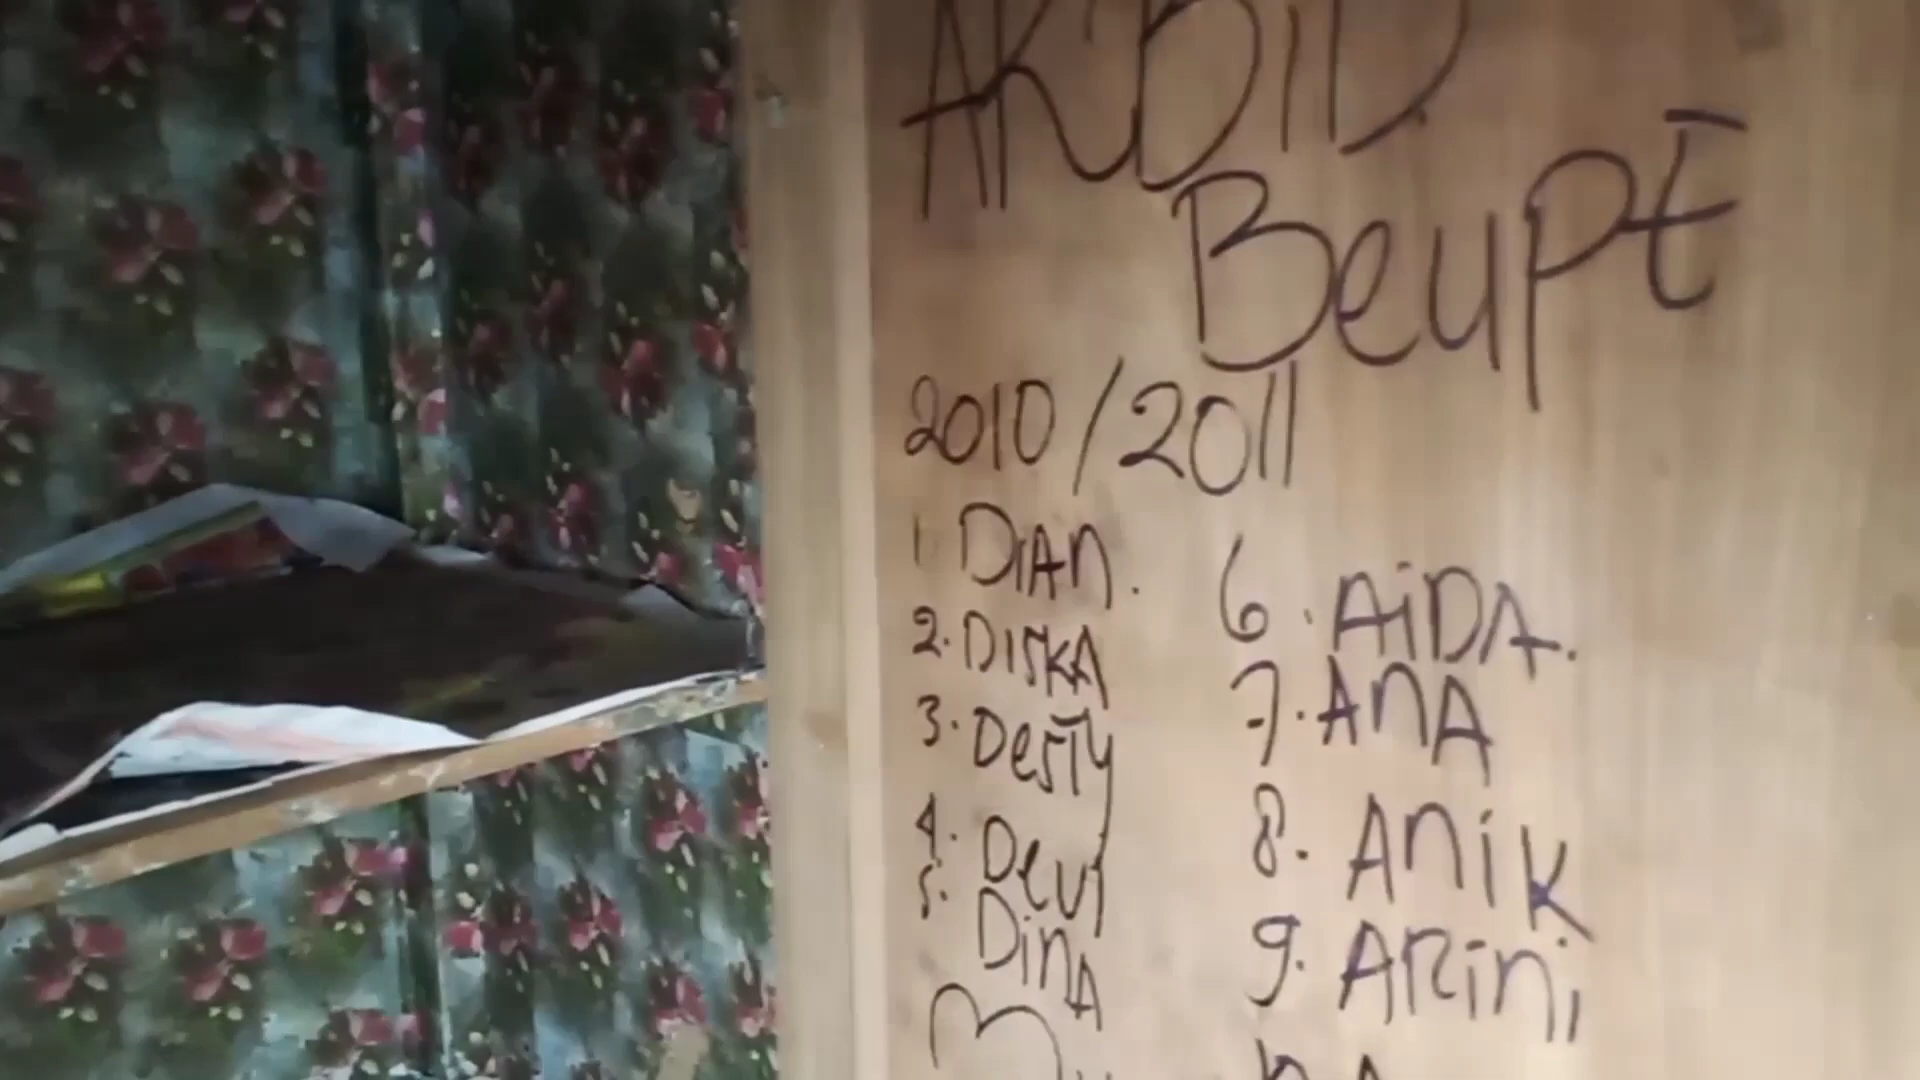 AKBID
BeuPE
2010/2011
1 DIAN.
2. DISKA
3. Desty
4. Devi
5. DinA
6. AiDA.
7. AnA
8. Anik
9. ARini